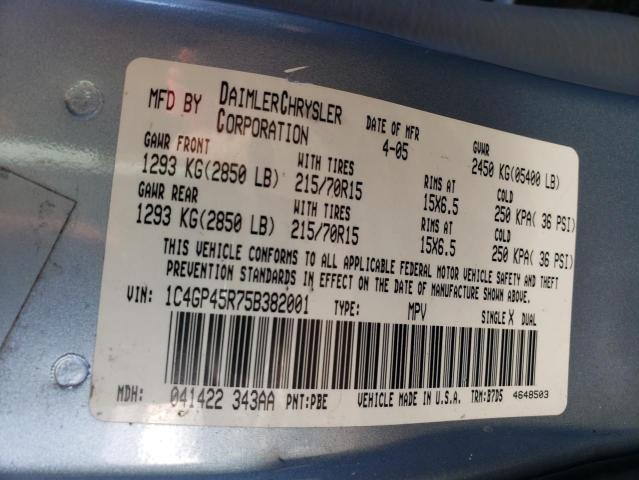 MFD BY DAIMLERCHRYSLER CORPORATION DATE OF MFR 4-05 GVWR 2450 KG(05400 LB)
GAWR FRONT WITH TIRES RIMS AT COLD
1293 KG(2850 LB) 215/70R15 15X6.5 250 KPA( 36 PSI)
GAWR REAR WITH TIRES RIMS AT COLD
1293 KG(2850 LB) 215/70R15 15X6.5 250 KPA( 36 PSI)
THIS VEHICLE CONFORMS TO ALL APPLICABLE FEDERAL MOTOR VEHICLE SAFETY AND THEFT
PREVENTION STANDARDS IN EFFECT ON THE DATE OF MANUFACTURE SHOWN ABOVE.
VIN: 1C4GP45R75B382001 TYPE: MPV SINGLE X DUAL
MDH: 041422 343AA PNT:PBE VEHICLE MADE IN U.S.A. TRM:B7D5 4648503